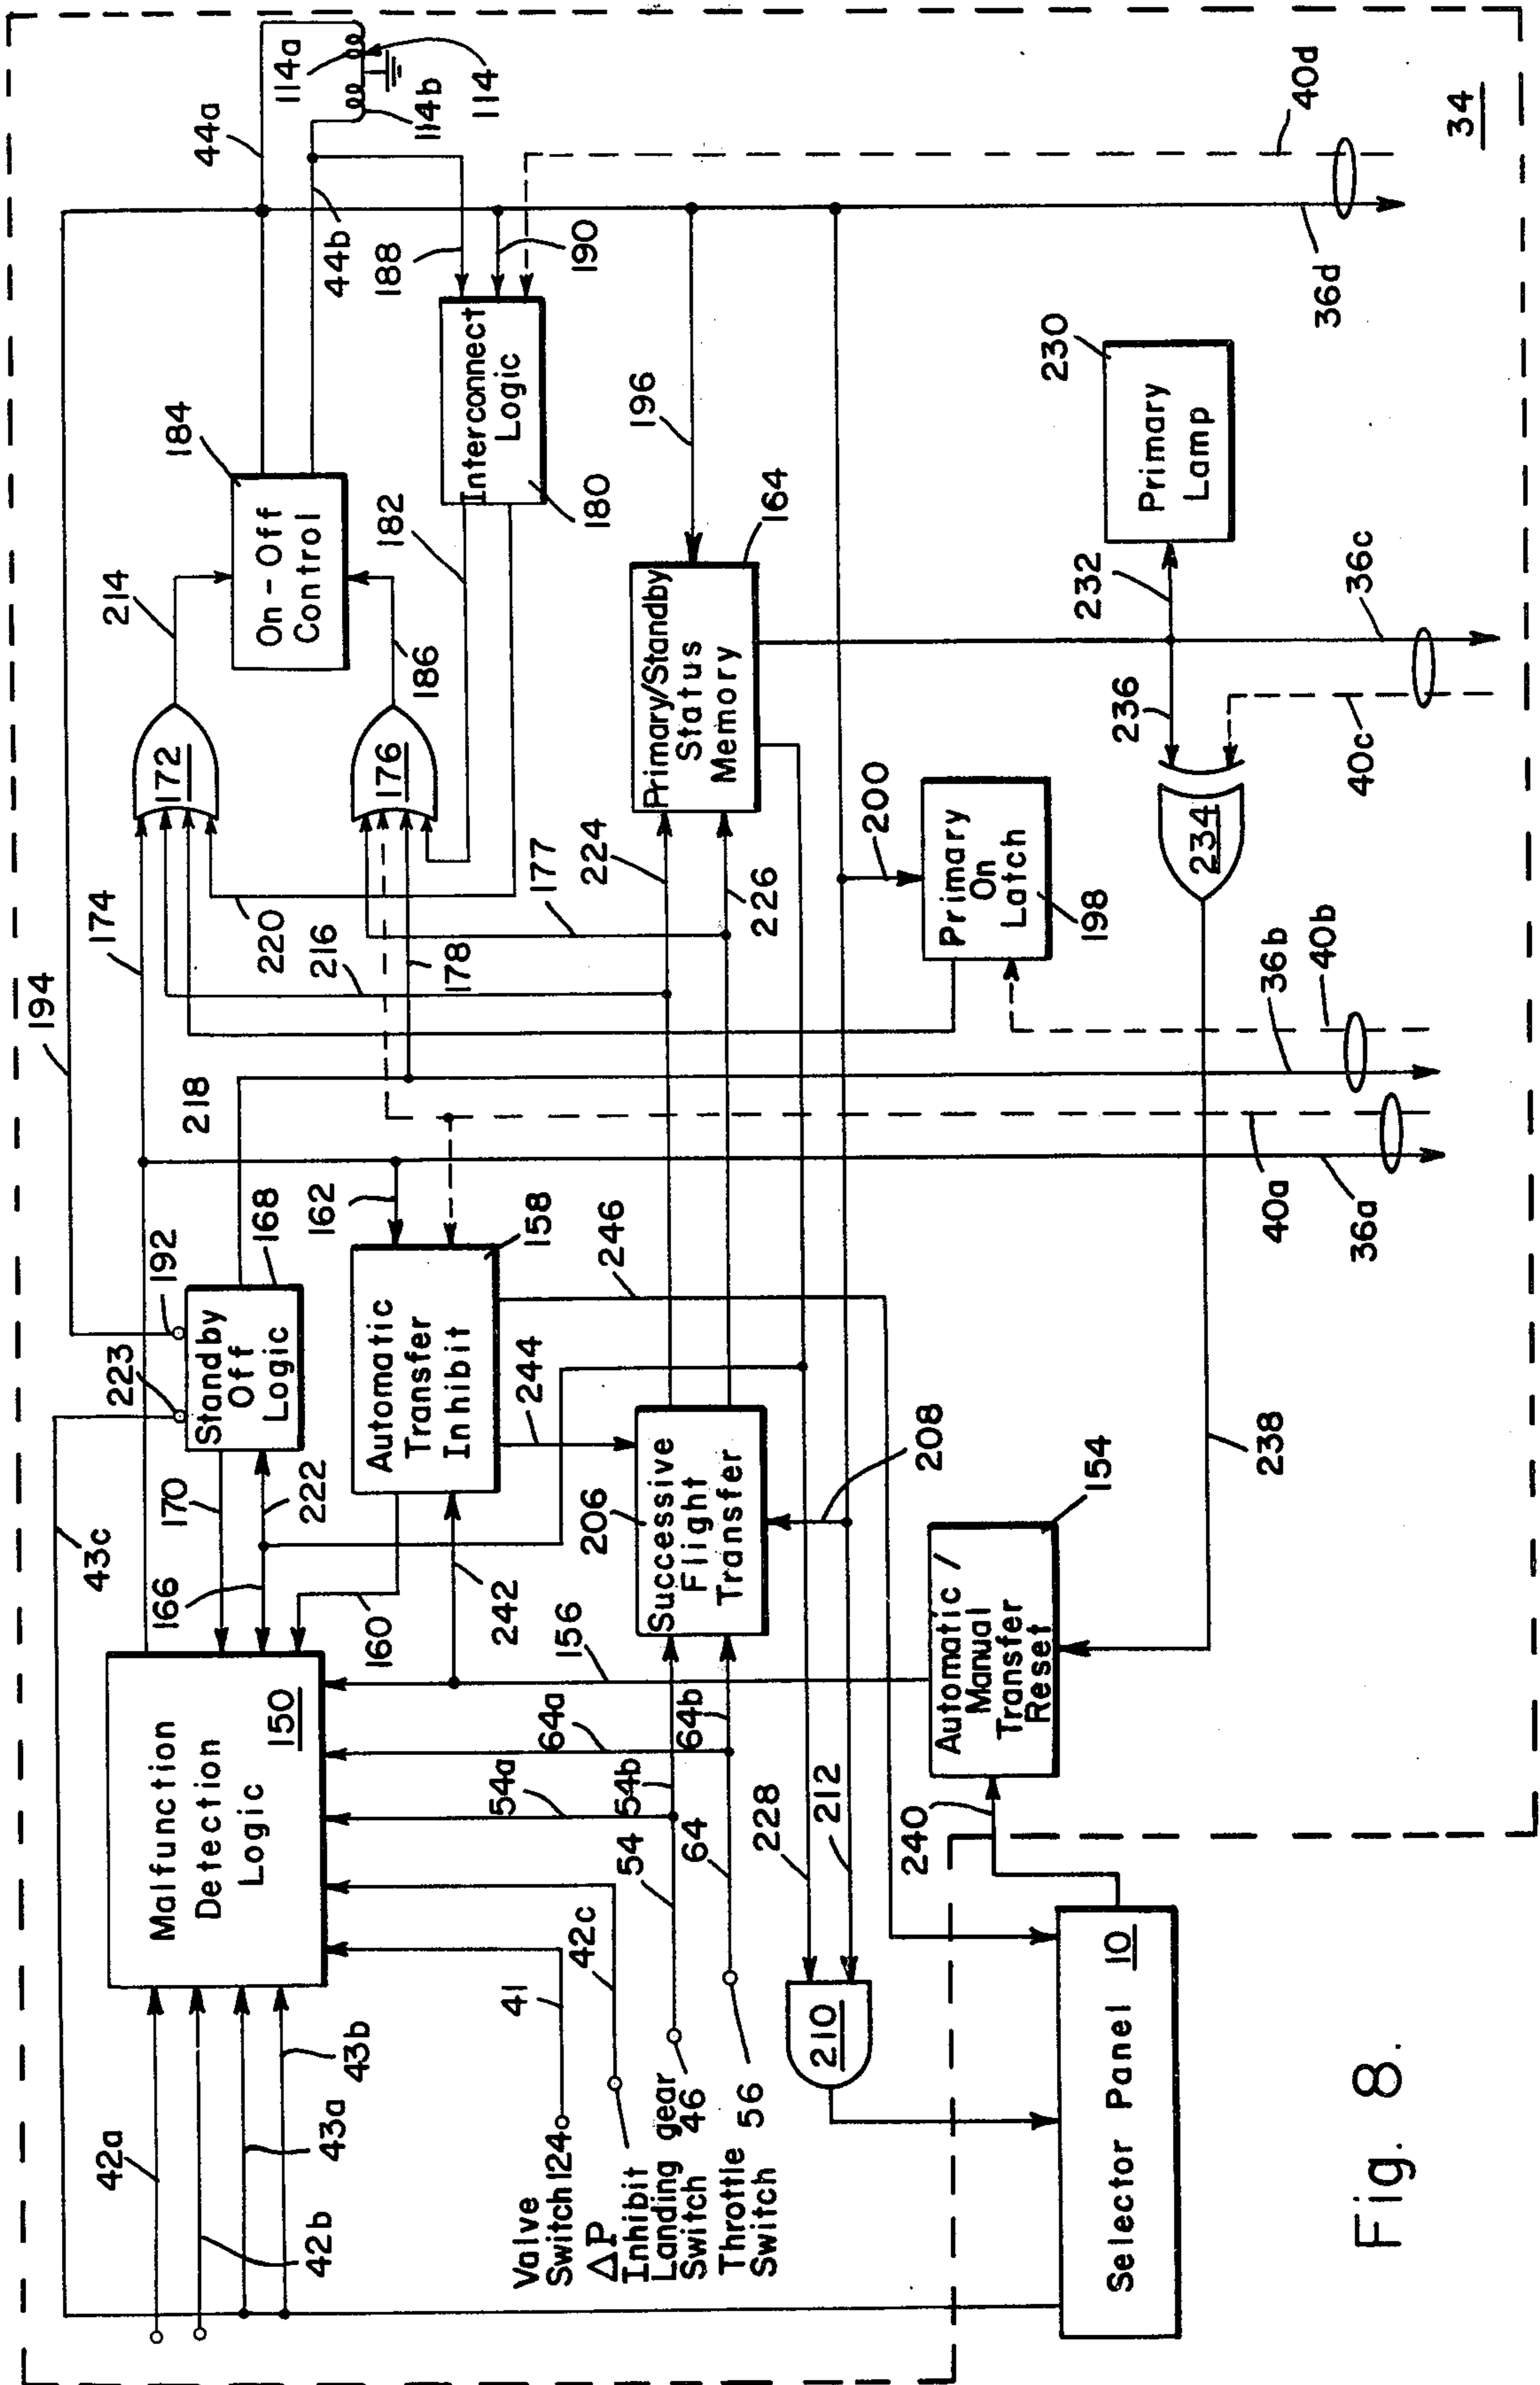 194
43c
223
192
44a
42a
42b
43a
43b
Malfunction
Detection
Logic
150
166
170
222
Standby
Off
Logic
168
218
174
172
214
184
On-Off
Control
44b
114a
114b
114
188
190
Interconnect
Logic
180
182
186
176
220
216
178
177
162
Automatic
Transfer
Inhibit
158
160
242
244
246
41
42c
Valve
Switch 124
ΔP
Inhibit
Landing gear
Switch 46
Throttle 56
Switch
54
64
54a
54b
64a
64b
156
206
Successive
Flight
Transfer
208
224
226
Primary/Standby
Status
Memory
164
196
228
212
210
200
Primary
On
Latch
198
230
Primary
Lamp
232
236
234
238
240
Automatic /
Manual
Transfer
Reset
154
Selector Panel 10
40a
36a
36b
40b
40c
36c
36d
40d
34
Fig. 8.